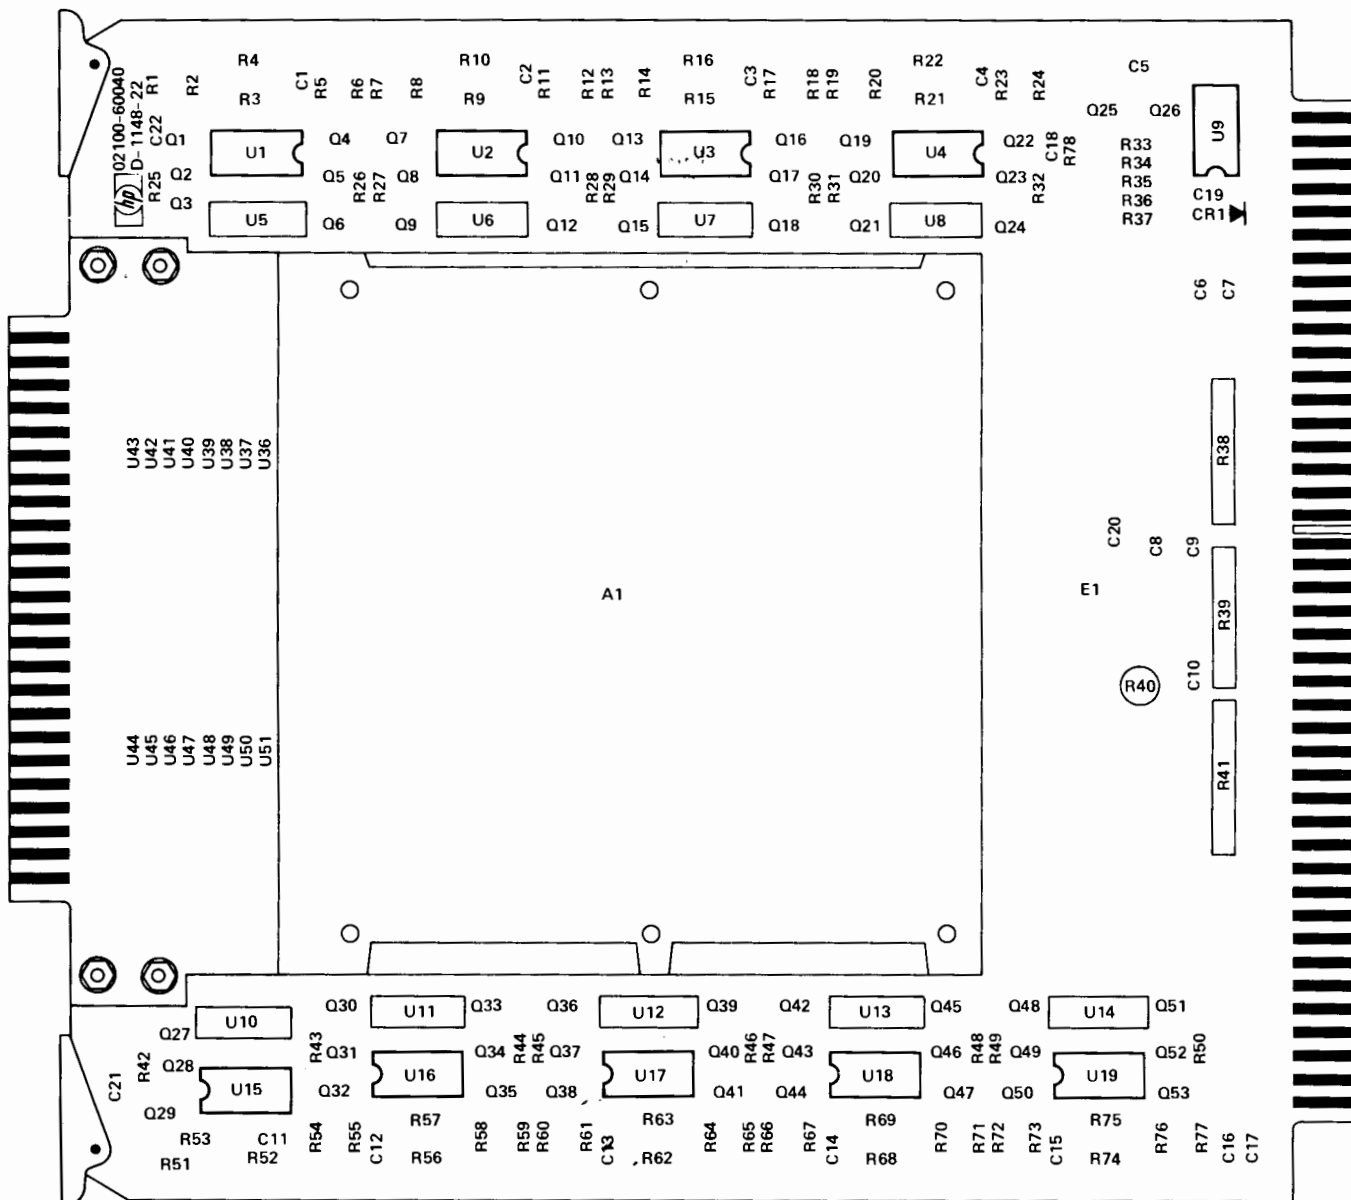 R4 R10 R16 R22 C5
02100-60040 R1 R2 C1 R5 R6 R7 R8 C2 R11 R12 R13 R14 C3 R17 R18 R19 R20 C4 R23 R24
D-1148-22 R3 R9 R15 R21 Q25 Q26 U9
C22 Q1 U1 Q4 Q7 U2 Q10 Q13 U3 Q16 Q19 U4 Q22 C18 R78 R33
R34
hp R25 Q2 Q5 R26 R27 Q8 Q11 R28 R29 Q14 Q17 R30 R31 Q20 Q23 R32 R35
Q3 R36 C19
U5 Q6 Q9 U6 Q12 Q15 U7 Q18 Q21 U8 Q24 R37 CR1
C6 C7
U43 U42 U41 U40 U39 U38 U37 U36 R38
C20 C8 C9
A1 E1 R39
R40 C10
U44 U45 U46 U47 U48 U49 U50 U51 R41
Q30 U11 Q33 Q36 U12 Q39 Q42 U13 Q45 Q48 U14 Q51
Q27 U10
R42 Q28 R43 Q31 Q34 R44 R45 Q37 Q40 R46 R47 Q43 Q46 R48 R49 Q49 Q52 R50
C21 U15 Q32 U16 Q35 Q38 U17 Q41 Q44 U18 Q47 Q50 U19 Q53
Q29 R57 R63 R69 R75
R53 C11 R54 R55 C12 R58 R59 R60 R61 C13 R64 R65 R66 R67 C14 R70 R71 R72 R73 C15 R76 R77 C16 C17
R51 R52 R56 R62 R68 R74